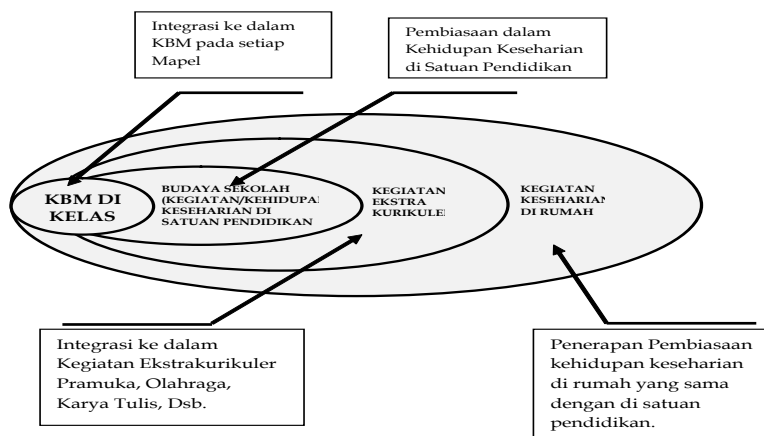 Integrasi ke dalam
KBM pada setiap
Mapel
Pembiasaan dalam
Kehidupan Keseharian
di Satuan Pendidikan
KBM DI
KELAS
BUDAYA SEKOLAH
(KEGIATAN/KEHIDUPA
KESEHARIAN DI
SATUAN PENDIDIKAN
KEGIATAN
EKSTRA
KURIKULE
KEGIATAN
KESEHARIAN
DI RUMAH
Integrasi ke dalam
Kegiatan Ekstrakurikuler
Pramuka, Olahraga,
Karya Tulis, Dsb.
Penerapan Pembiasaan
kehidupan keseharian
di rumah yang sama
dengan di satuan
pendidikan.